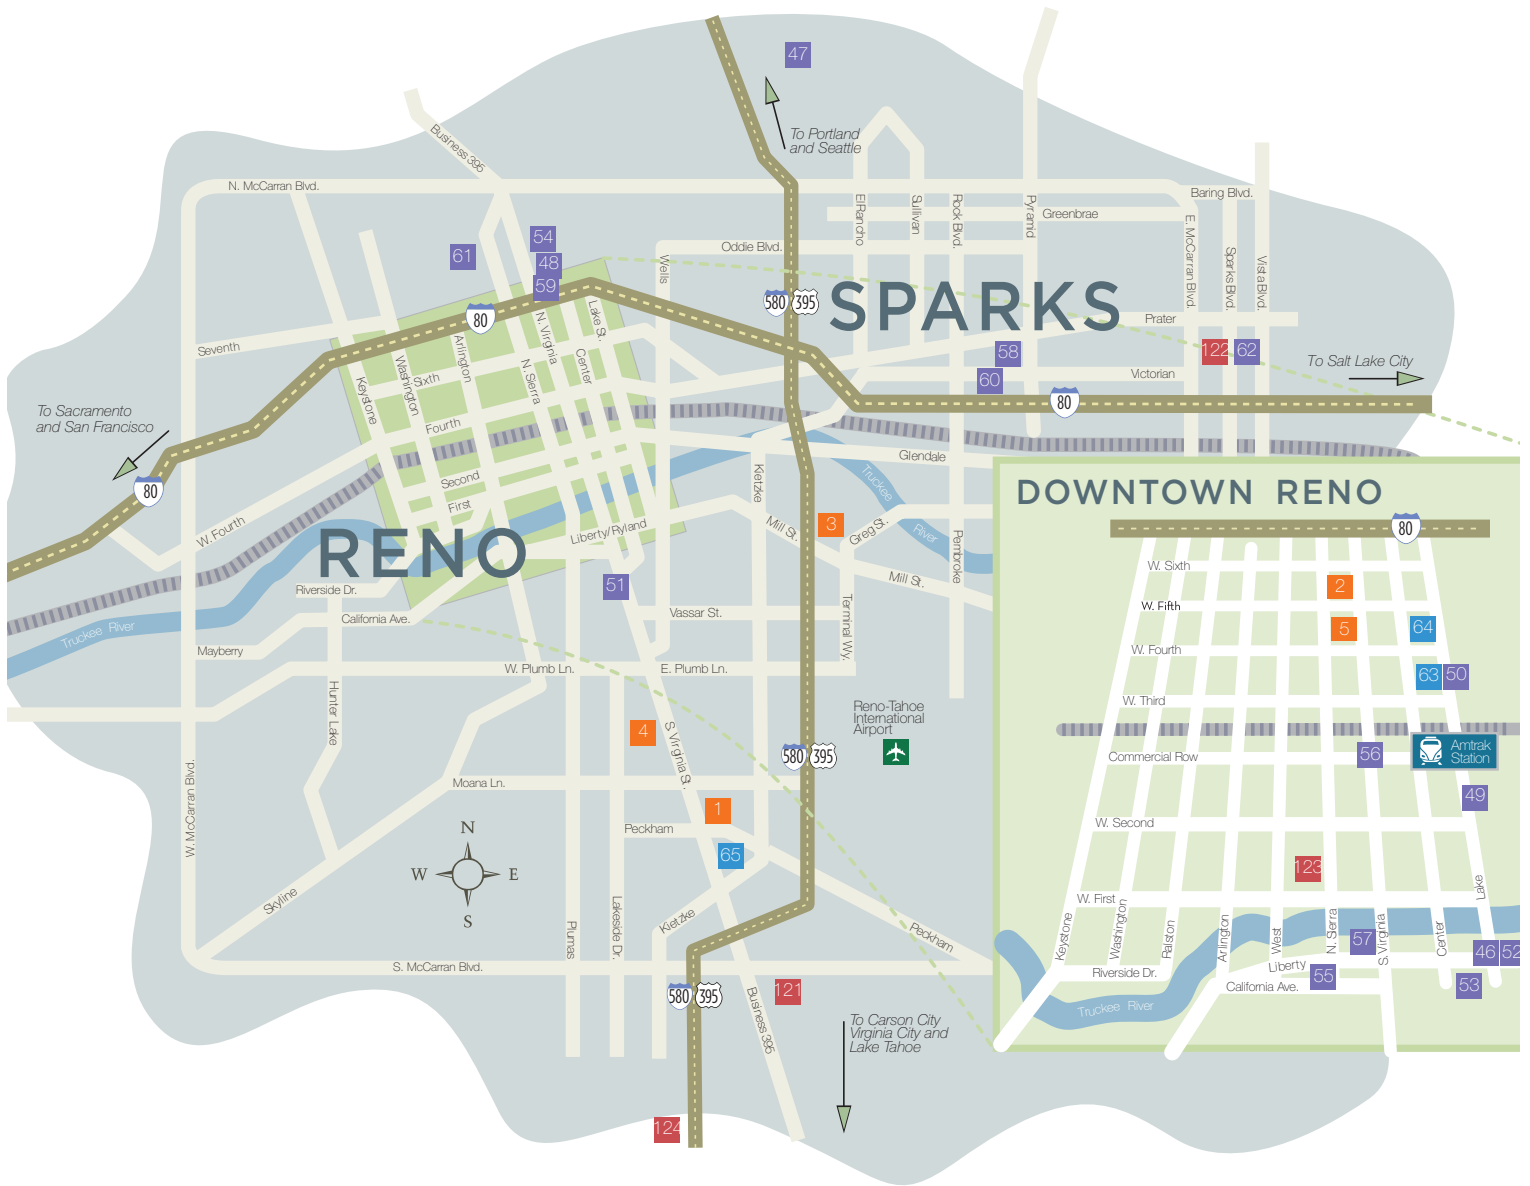 47
To Portland
and Seattle
Business 395
N. McCarran Blvd.
Baring Blvd.
El Rancho
Sullivan
Rock Blvd.
Pyramid
Greenbrae
E. McCarran Blvd.
Sparks Blvd.
Vista Blvd.
54
61
48
59
Oddie Blvd.
Wells
80
580
395
SPARKS
Lake St.
N. Virginia
Center
N. Sierra
Arlington
Washington
Keystone
Seventh
Sixth
Fourth
Second
First
Prater
58
122
62
60
Victorian
To Salt Lake City
80
To Sacramento
and San Francisco
80
W. Fourth
Glendale
Kietzke
Truckee
River
Liberty/Ryland
Mill St.
3
Greg St.
Mill St.
Pembroke
RENO
Riverside Dr.
California Ave.
Truckee River
Mayberry
51
Vassar St.
Terminal Wy.
W. Plumb Ln.
E. Plumb Ln.
Hunter Lake
4
S. Virginia St.
Reno-Tahoe
International
Airport
580
395
W. McCarran Blvd.
Moana Ln.
1
Peckham
65
N
W
E
S
Skyline
Plumas
Lakeside Dr.
Kietzke
Peckham
S. McCarran Blvd.
580
395
121
Business 395
To Carson City
Virginia City and
Lake Tahoe
124
DOWNTOWN RENO
80
W. Sixth
2
W. Fifth
5
64
W. Fourth
63
50
W. Third
Commercial Row
56
Amtrak
Station
49
W. Second
123
W. First
Lake
Keystone
Washington
Ralston
Arlington
West
N. Sierra
57
S. Virginia
Center
46
52
Liberty
Riverside Dr.
55
California Ave.
53
Truckee River